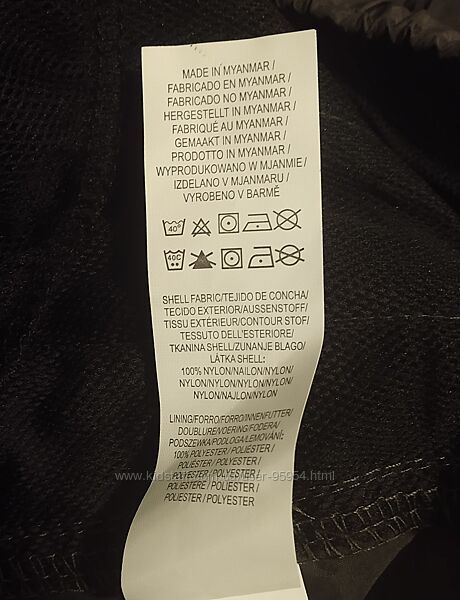 MADE IN MYANMAR /
FABRICADO EN MYANMAR /
FABRICADO NO MYANMAR /
HERGESTELLT IN MYANMAR /
FABRIQUÉ AU MYANMAR /
GEMAAKT IN MYANMAR /
PRODOTTO IN MYANMAR /
WYPRODUKOWANO W MJANMIE /
IZDELANO V MJANMARU /
VYROBENO V BARMĚ
40°
40C
SHELL FABRIC/TEJIDO DE CONCHA/
TECIDO EXTERIOR/AUSSENSTOFF/
TISSU EXTÉRIEUR/CONTOUR STOF/
TESSUTO DELL'ESTERIORE/
TKANINA SHELL/ZUNANJE BLAGO/
LÁTKA SHELL:
100% NYLON/NAILON/NYLON/
NYLON/NYLON/NYLON/NYLON/
NYLON/NAJLON/NYLON
LINING/FORRO/FORRO/INNENFUTTER/
DOUBLURE/VOERING/FODERA/
PODSZEWKA/PODLOGA/LEMOVÁNÍ:
100% POLYESTER / POLIÉSTER /
POLIÉSTER / POLYESTER /
POLYESTER / POLYESTER /
POLIESTERE / POLIESTER /
POLIESTER / POLYESTER
95954.html